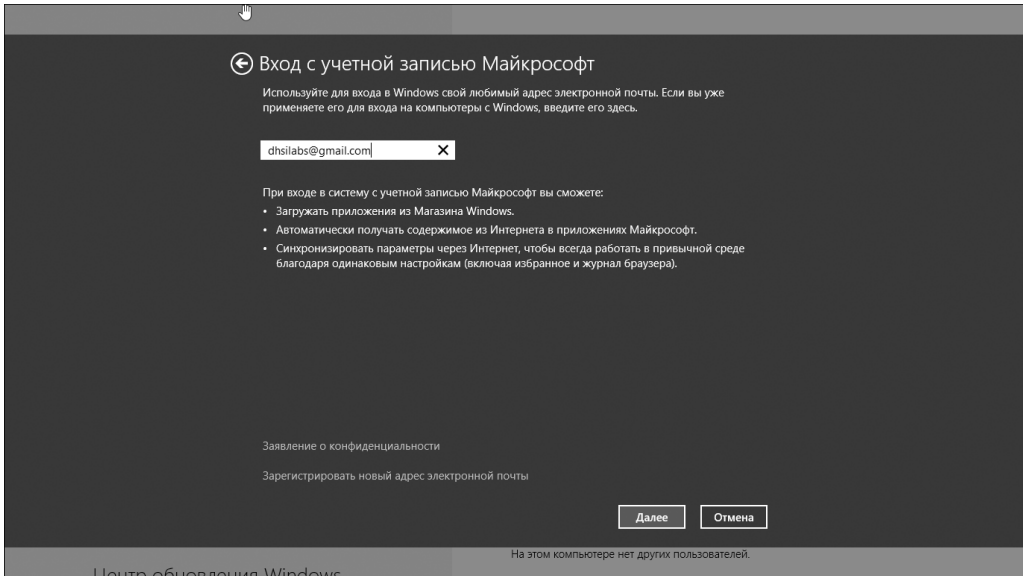 Вход с учетной записью Майкрософт
Используйте для входа в Windows свой любимый адрес электронной почты. Если вы уже
применяете его для входа на компьютеры с Windows, введите его здесь.
dhsilabs@gmail.com
При входе в систему с учетной записью Майкрософт вы сможете:
• Загружать приложения из Магазина Windows.
• Автоматически получать содержимое из Интернета в приложениях Майкрософт.
• Синхронизировать параметры через Интернет, чтобы всегда работать в привычной среде
благодаря одинаковым настройкам (включая избранное и журнал браузера).
Заявление о конфиденциальности
Зарегистрировать новый адрес электронной почты
Далее Отмена
На этом компьютере нет других пользователей.
Центр обновления Windows